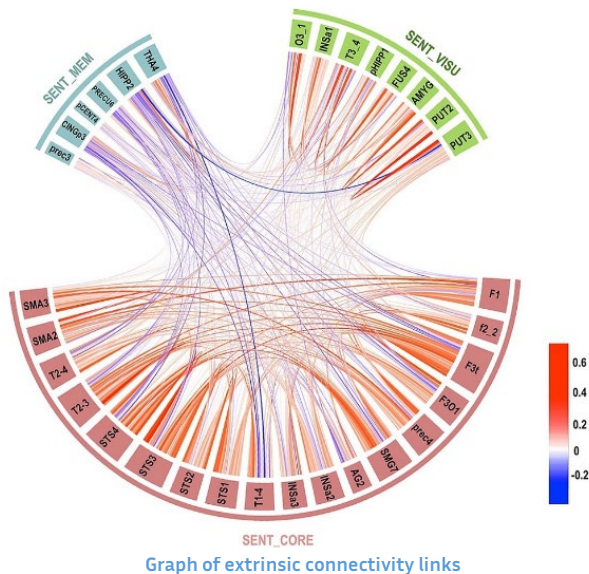 SENT_MEM
prec3
CINGp3
pCENT4
PRECU6
HIPP2
THA4
SENT_VISU
O3_1
INSa1
T3_4
pHIPP1
FUS4
AMYG
PUT2
PUT3
SMA3
SMA2
T2-4
T2-3
STS4
STS3
STS2
STS1
T1-4
INSa3
INSa2
AG2
SMG7
prec4
F3O1
F3t
f2_2
F1
SENT_CORE
0.6
0.4
0.2
0
-0.2
Graph of extrinsic connectivity links